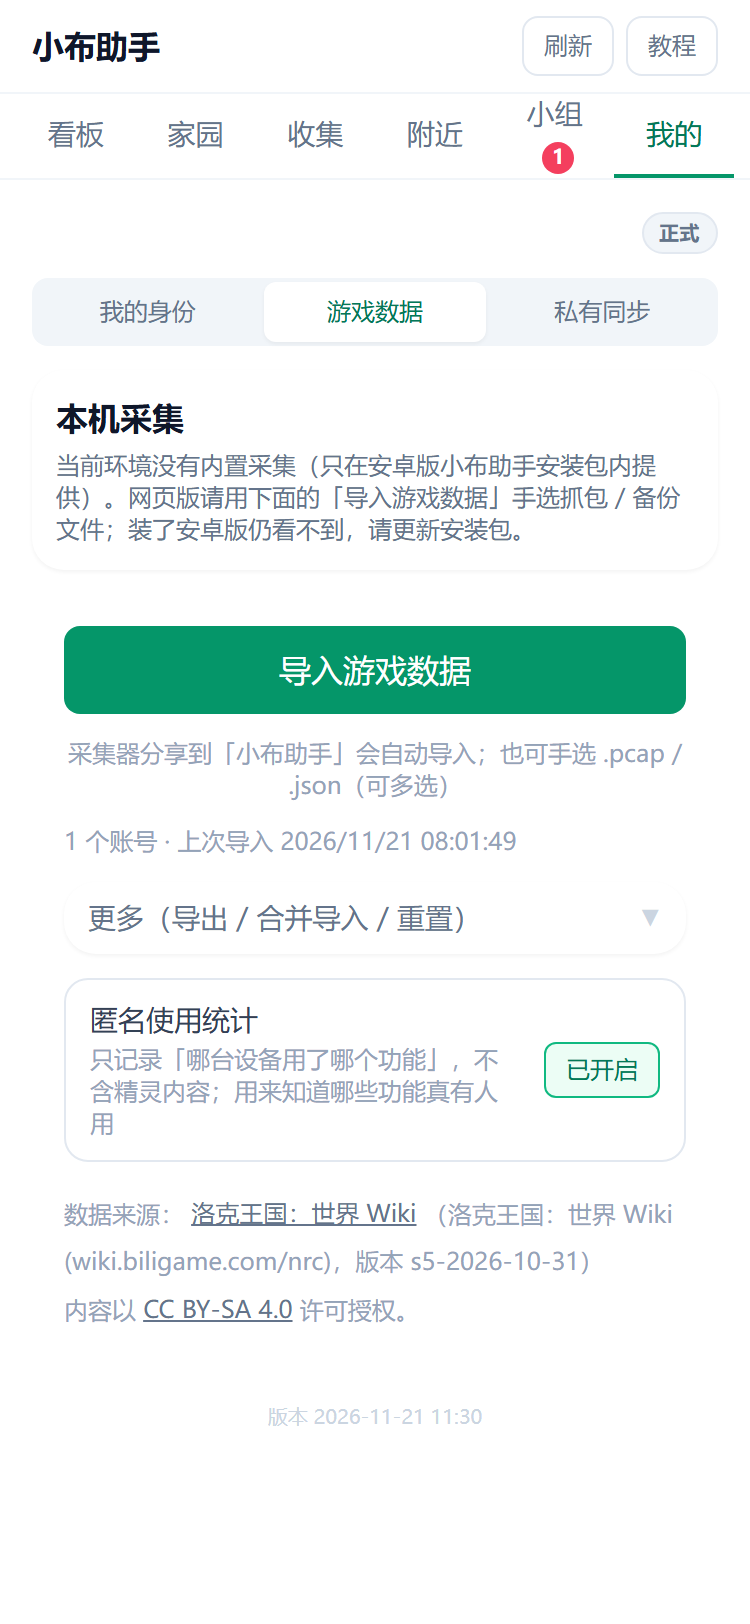 小布助手
刷新
教程
看板
家园
收集
附近
小组
1
我的
正式
我的身份
游戏数据
私有同步
本机采集
当前环境没有内置采集（只在安卓版小布助手安装包内提
供）。网页版请用下面的「导入游戏数据」手选抓包 / 备份
文件；装了安卓版仍看不到，请更新安装包。
导入游戏数据
采集器分享到「小布助手」会自动导入；也可手选 .pcap /
.json（可多选）
1 个账号 · 上次导入 2026/11/21 08:01:49
更多（导出 / 合并导入 / 重置）
▼
匿名使用统计
只记录「哪台设备用了哪个功能」，不
含精灵内容；用来知道哪些功能真有人
用
已开启
数据来源： 洛克王国：世界 Wiki （洛克王国：世界 Wiki
(wiki.biligame.com/nrc)，版本 s5-2026-10-31）
内容以 CC BY-SA 4.0 许可授权。
版本 2026-11-21 11:30